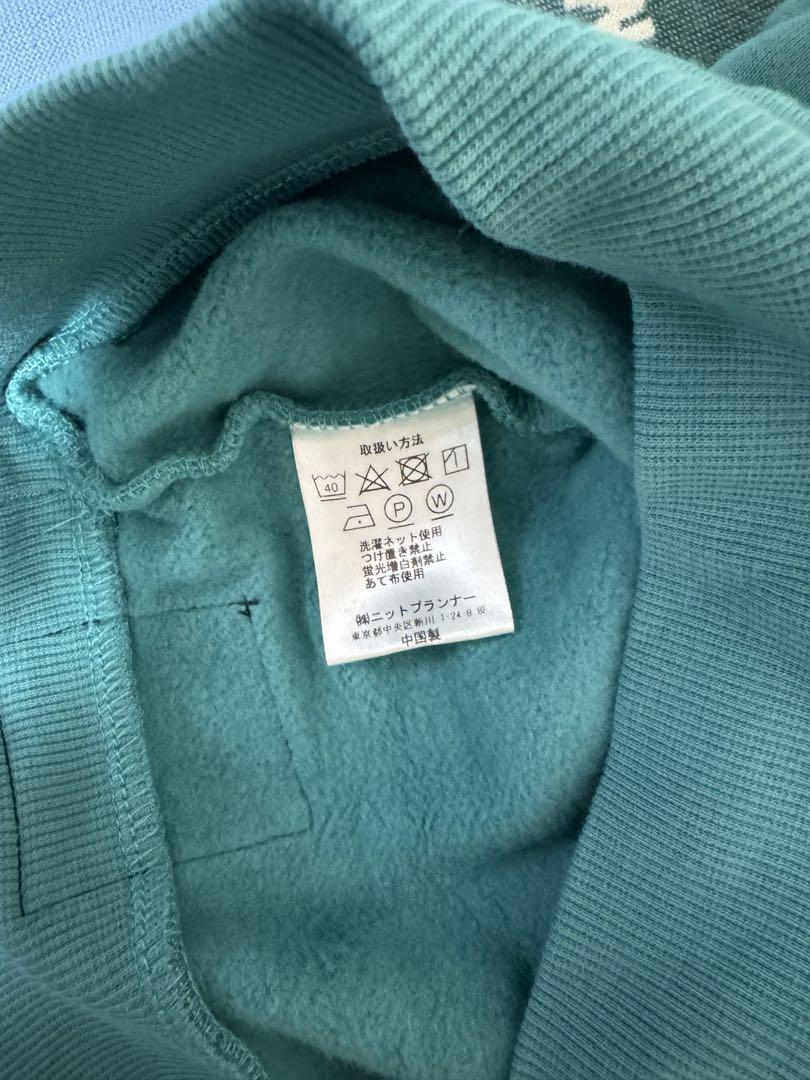 取扱い方法
40
P W
洗濯ネット使用
つけ置き禁止
蛍光増白剤禁止
あて布使用
㈱ニットプランナー
東京都中央区新川 1-24-8 8F
中国製